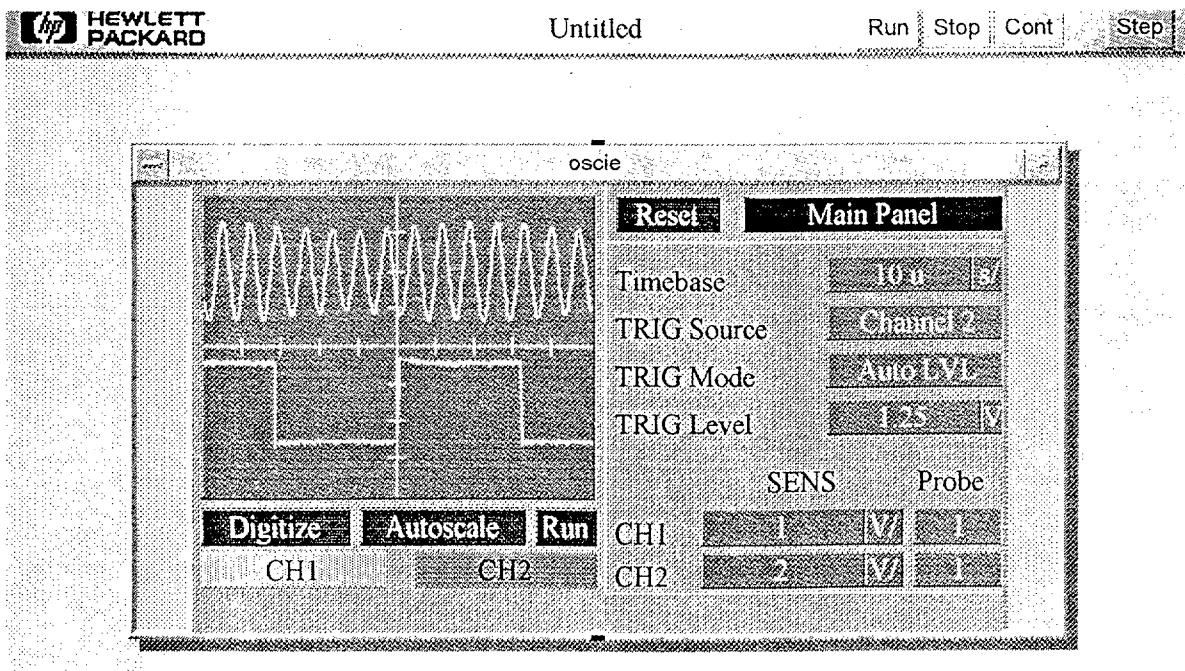 hp HEWLETT PACKARD Untitled Run Stop Cont Step
oscie
Reset Main Panel
Timebase 10 u s/
TRIG Source Channel 2
TRIG Mode Auto LVL
TRIG Level 1.25 V
SENS Probe
Digitize Autoscale Run
CH1 1 V/ 1
CH1 CH2
CH2 2 V/ 1